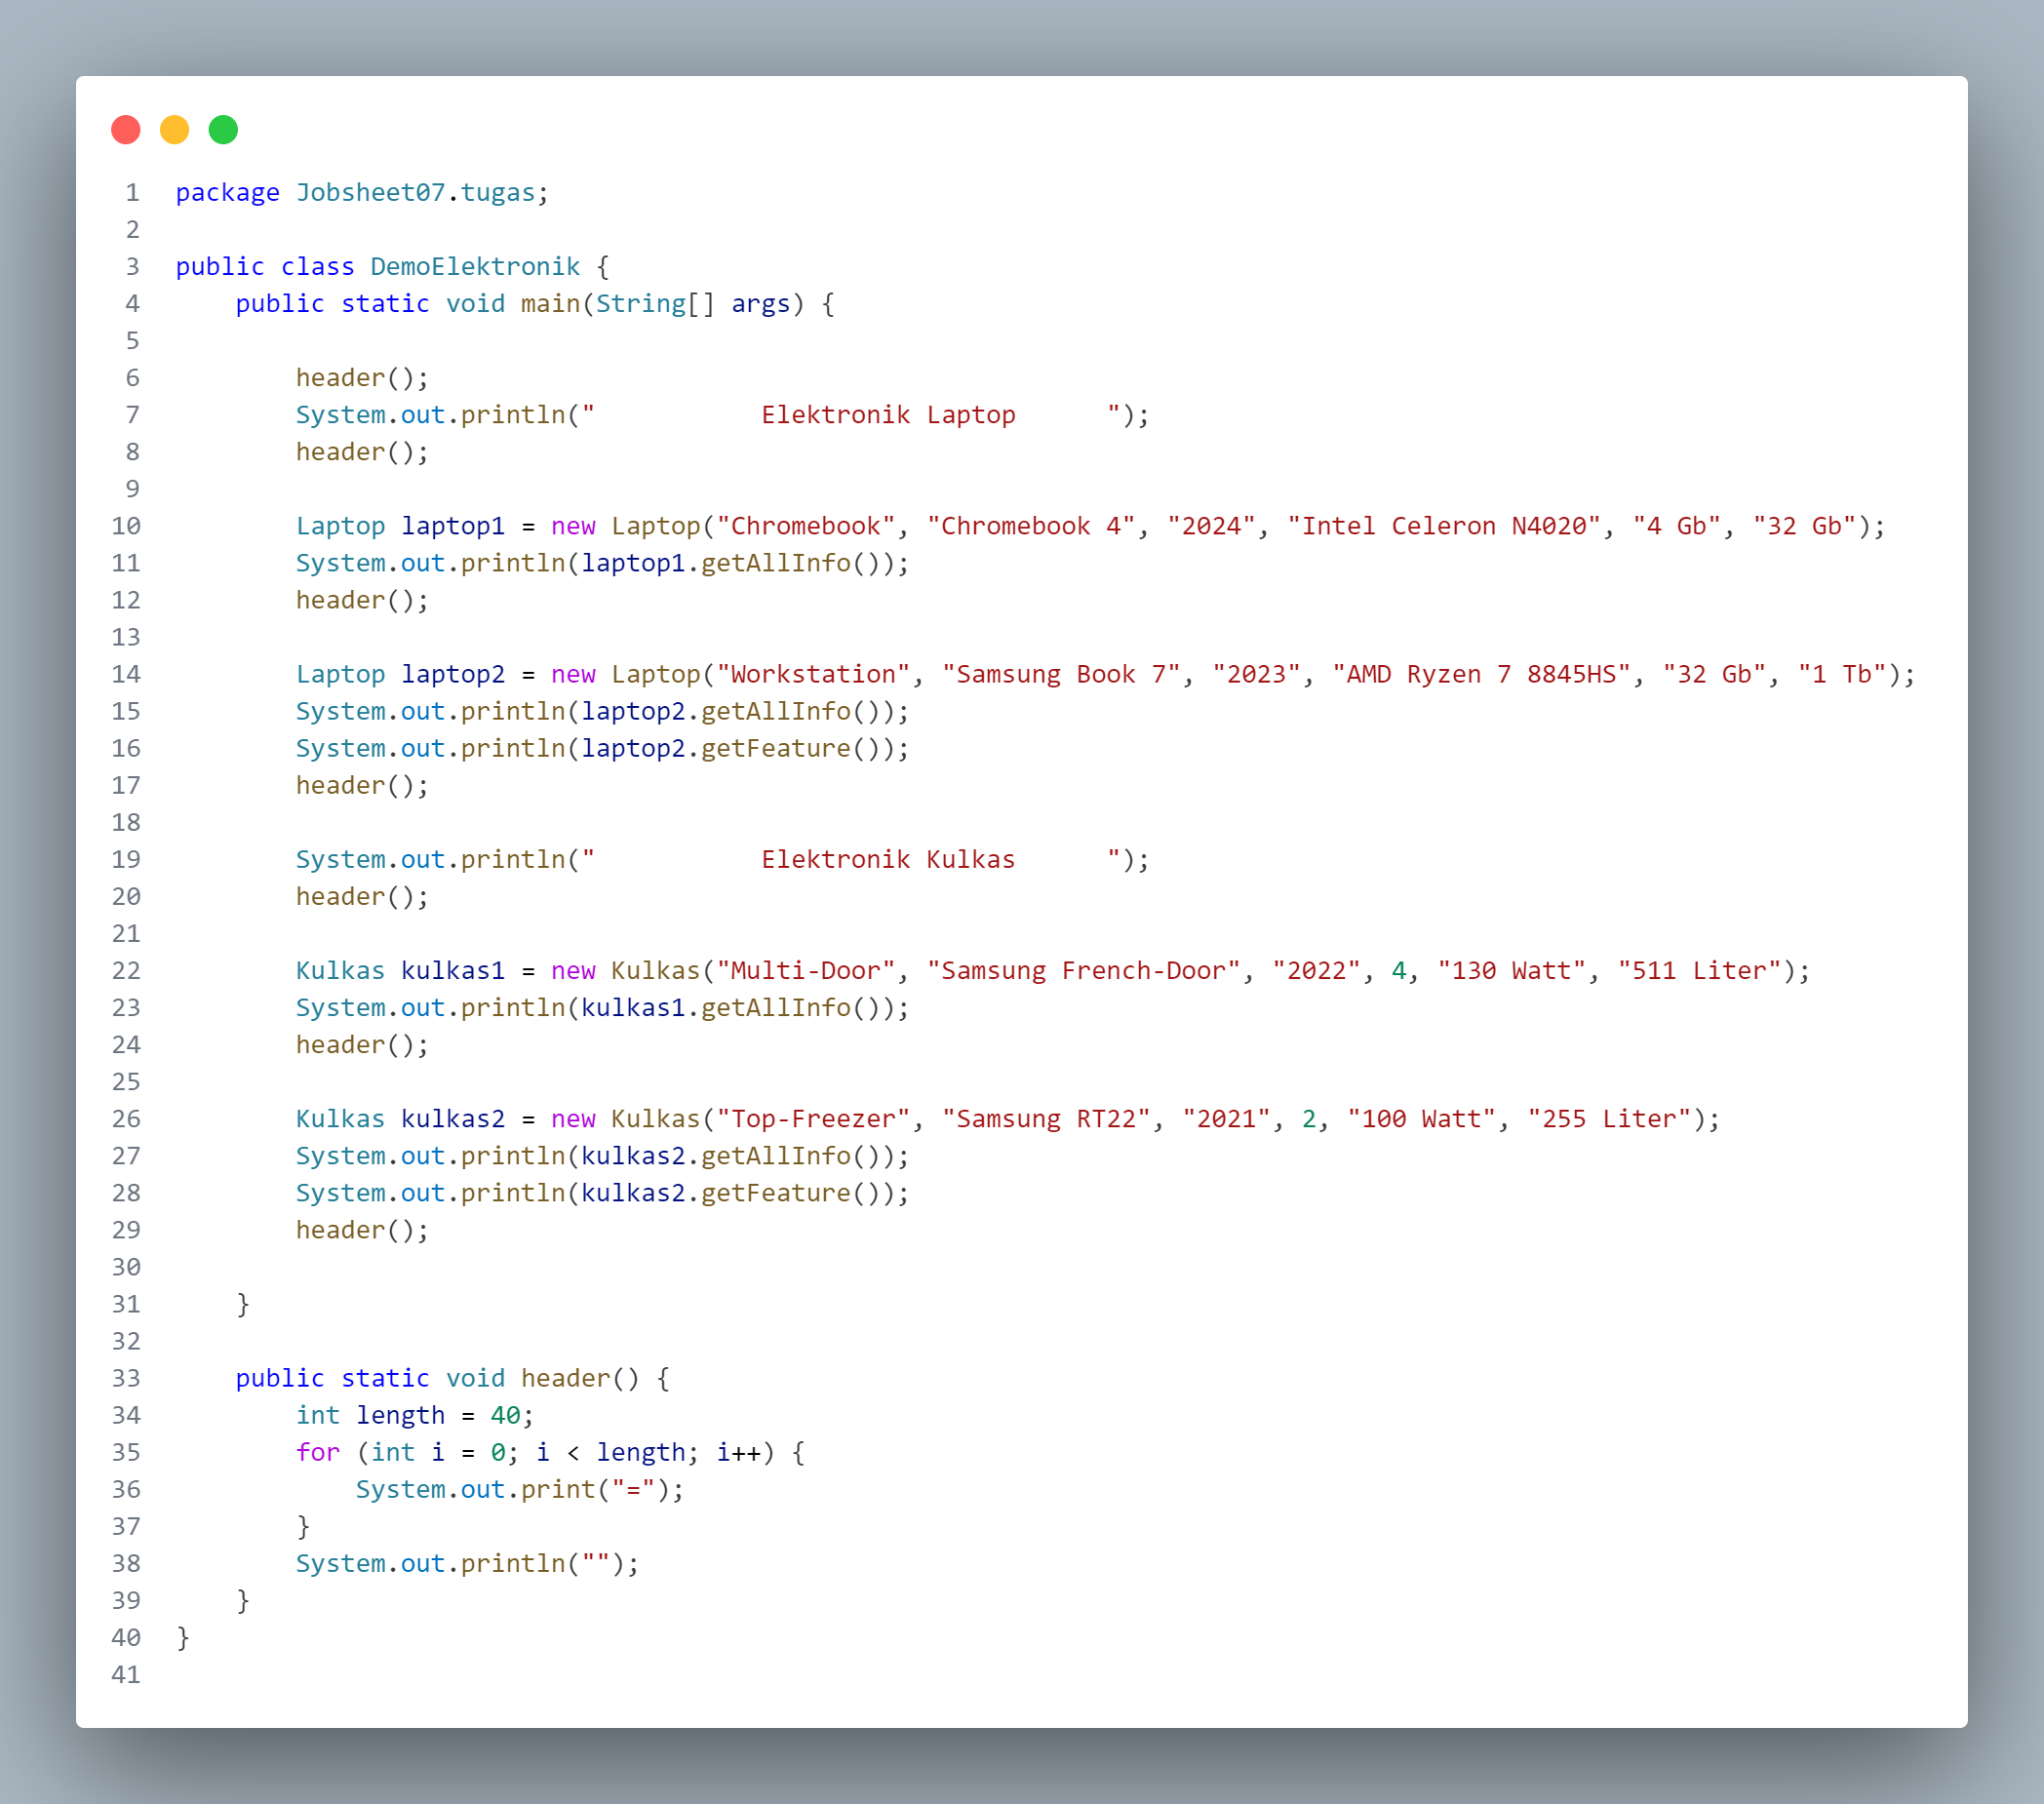 1 package Jobsheet07.tugas;
2
3 public class DemoElektronik {
4     public static void main(String[] args) {
5
6         header();
7         System.out.println("           Elektronik Laptop      ");
8         header();
9
10         Laptop laptop1 = new Laptop("Chromebook", "Chromebook 4", "2024", "Intel Celeron N4020", "4 Gb", "32 Gb");
11         System.out.println(laptop1.getAllInfo());
12         header();
13
14         Laptop laptop2 = new Laptop("Workstation", "Samsung Book 7", "2023", "AMD Ryzen 7 8845HS", "32 Gb", "1 Tb");
15         System.out.println(laptop2.getAllInfo());
16         System.out.println(laptop2.getFeature());
17         header();
18
19         System.out.println("           Elektronik Kulkas      ");
20         header();
21
22         Kulkas kulkas1 = new Kulkas("Multi-Door", "Samsung French-Door", "2022", 4, "130 Watt", "511 Liter");
23         System.out.println(kulkas1.getAllInfo());
24         header();
25
26         Kulkas kulkas2 = new Kulkas("Top-Freezer", "Samsung RT22", "2021", 2, "100 Watt", "255 Liter");
27         System.out.println(kulkas2.getAllInfo());
28         System.out.println(kulkas2.getFeature());
29         header();
30
31     }
32
33     public static void header() {
34         int length = 40;
35         for (int i = 0; i < length; i++) {
36             System.out.print("=");
37         }
38         System.out.println("");
39     }
40 }
41